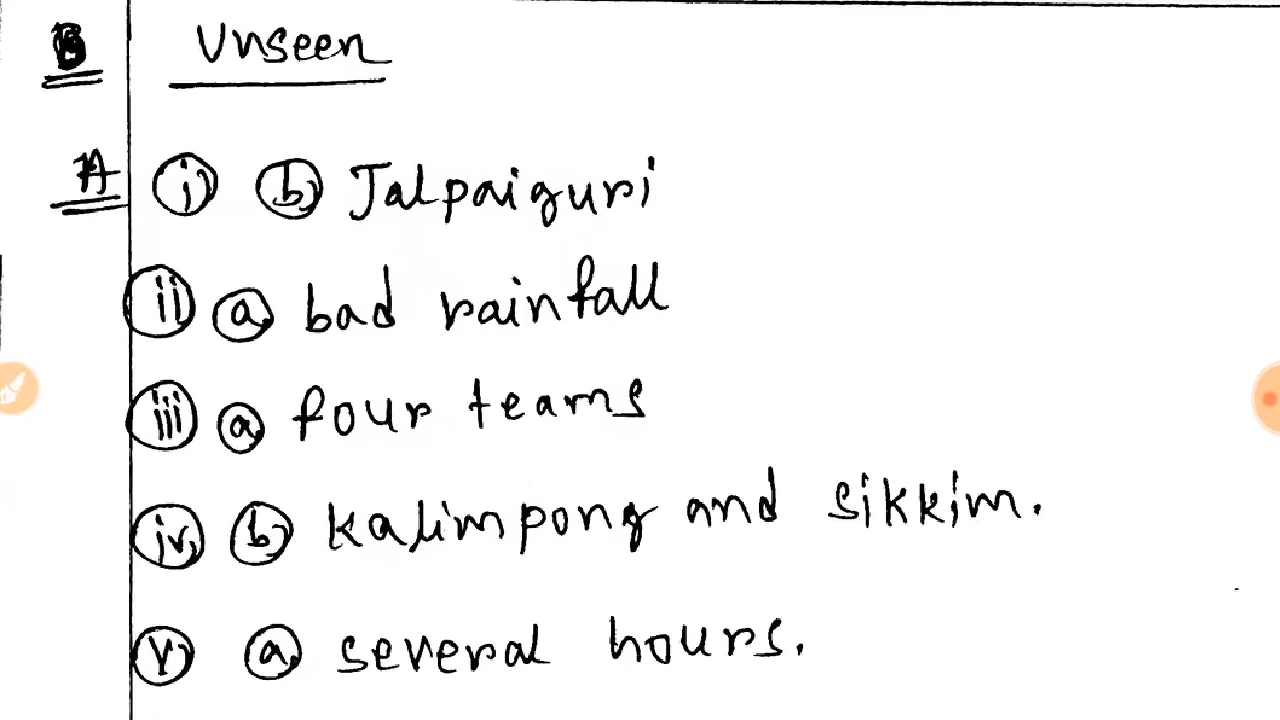 B Unseen
A (i) (b) Jalpaiguri
(ii) (a) bad rainfall
(iii) (a) four teams
(iv) (b) Kalimpong and sikkim.
(v) (a) several hours.